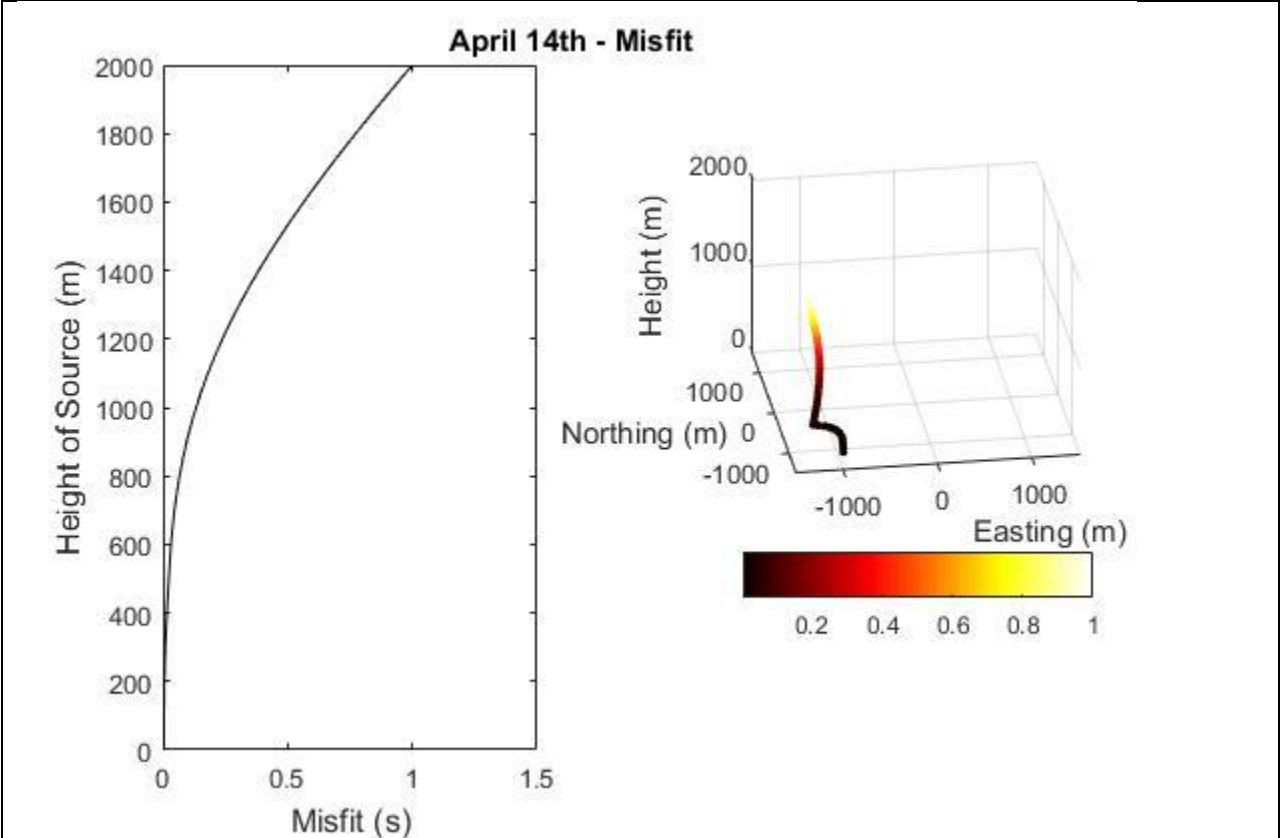 April 14th - Misfit
2000
1800
1600
1400
1200
1000
800
600
400
200
0
Height of Source (m)
0 0.5 1 1.5
Misfit (s)
2000
1000
0
Height (m)
1000
0
-1000
Northing (m)
-1000 0 1000
Easting (m)
0.2 0.4 0.6 0.8 1